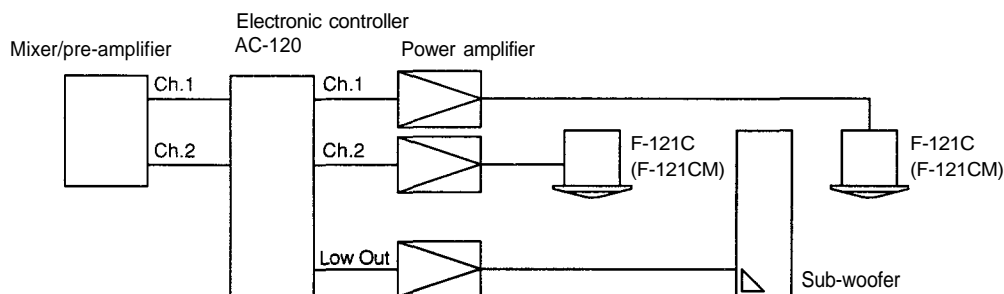 Electronic controller
AC-120
Mixer/pre-amplifier
Power amplifier
Ch.1
Ch.1
Ch.2
Ch.2
F-121C
(F-121CM)
F-121C
(F-121CM)
Low Out
Sub-woofer